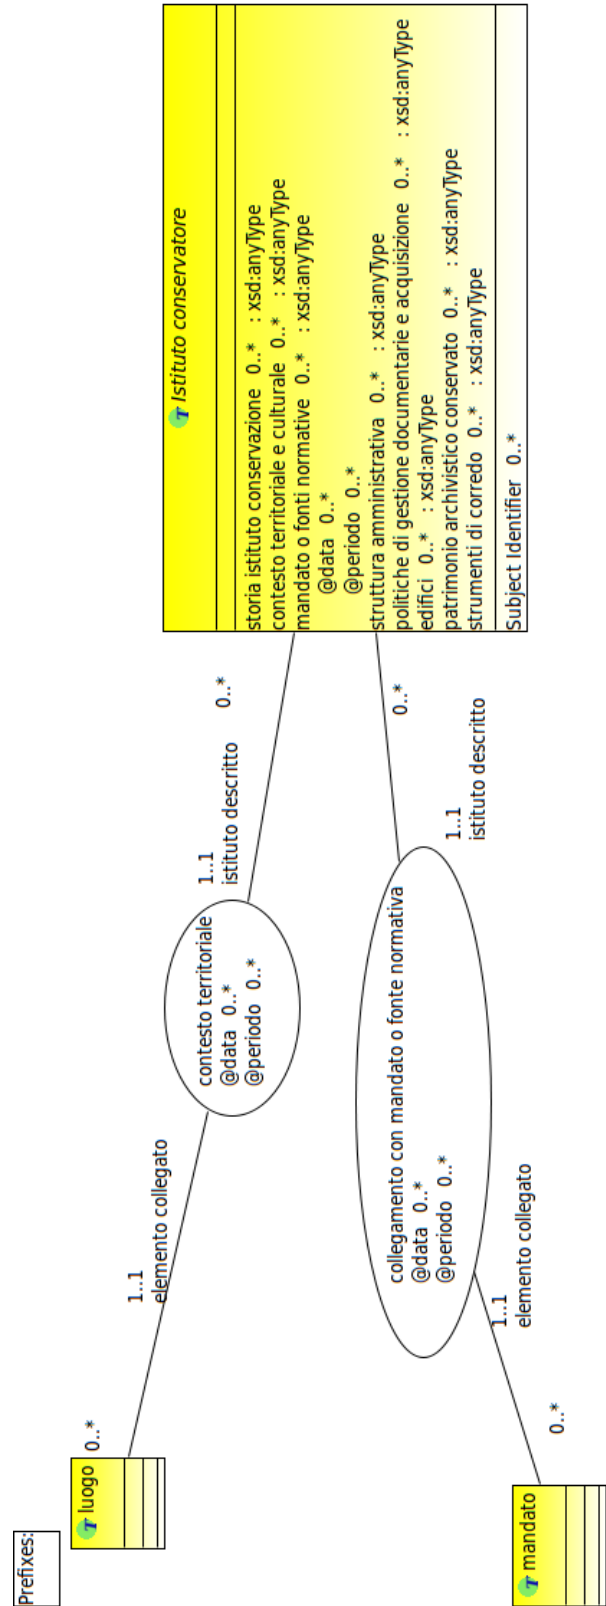 Prefixes:
T luogo
0..*
1..1
elemento collegato
contesto territoriale
@data 0..*
@periodo 0..*
1..1
istituto descritto
0..*
T Istituto conservatore
storia istituto conservazione 0..* : xsd:anyType
contesto territoriale e culturale 0..* : xsd:anyType
mandato o fonti normative 0..* : xsd:anyType
@data 0..*
@periodo 0..*
struttura amministrativa 0..* : xsd:anyType
politiche di gestione documentarie e acquisizione 0..* : xsd:anyType
edifici 0..* : xsd:anyType
patrimonio archivistico conservato 0..* : xsd:anyType
strumenti di corredo 0..* : xsd:anyType
Subject Identifier 0..*
T mandato
0..*
1..1
elemento collegato
collegamento con mandato o fonte normativa
@data 0..*
@periodo 0..*
1..1
istituto descritto
0..*